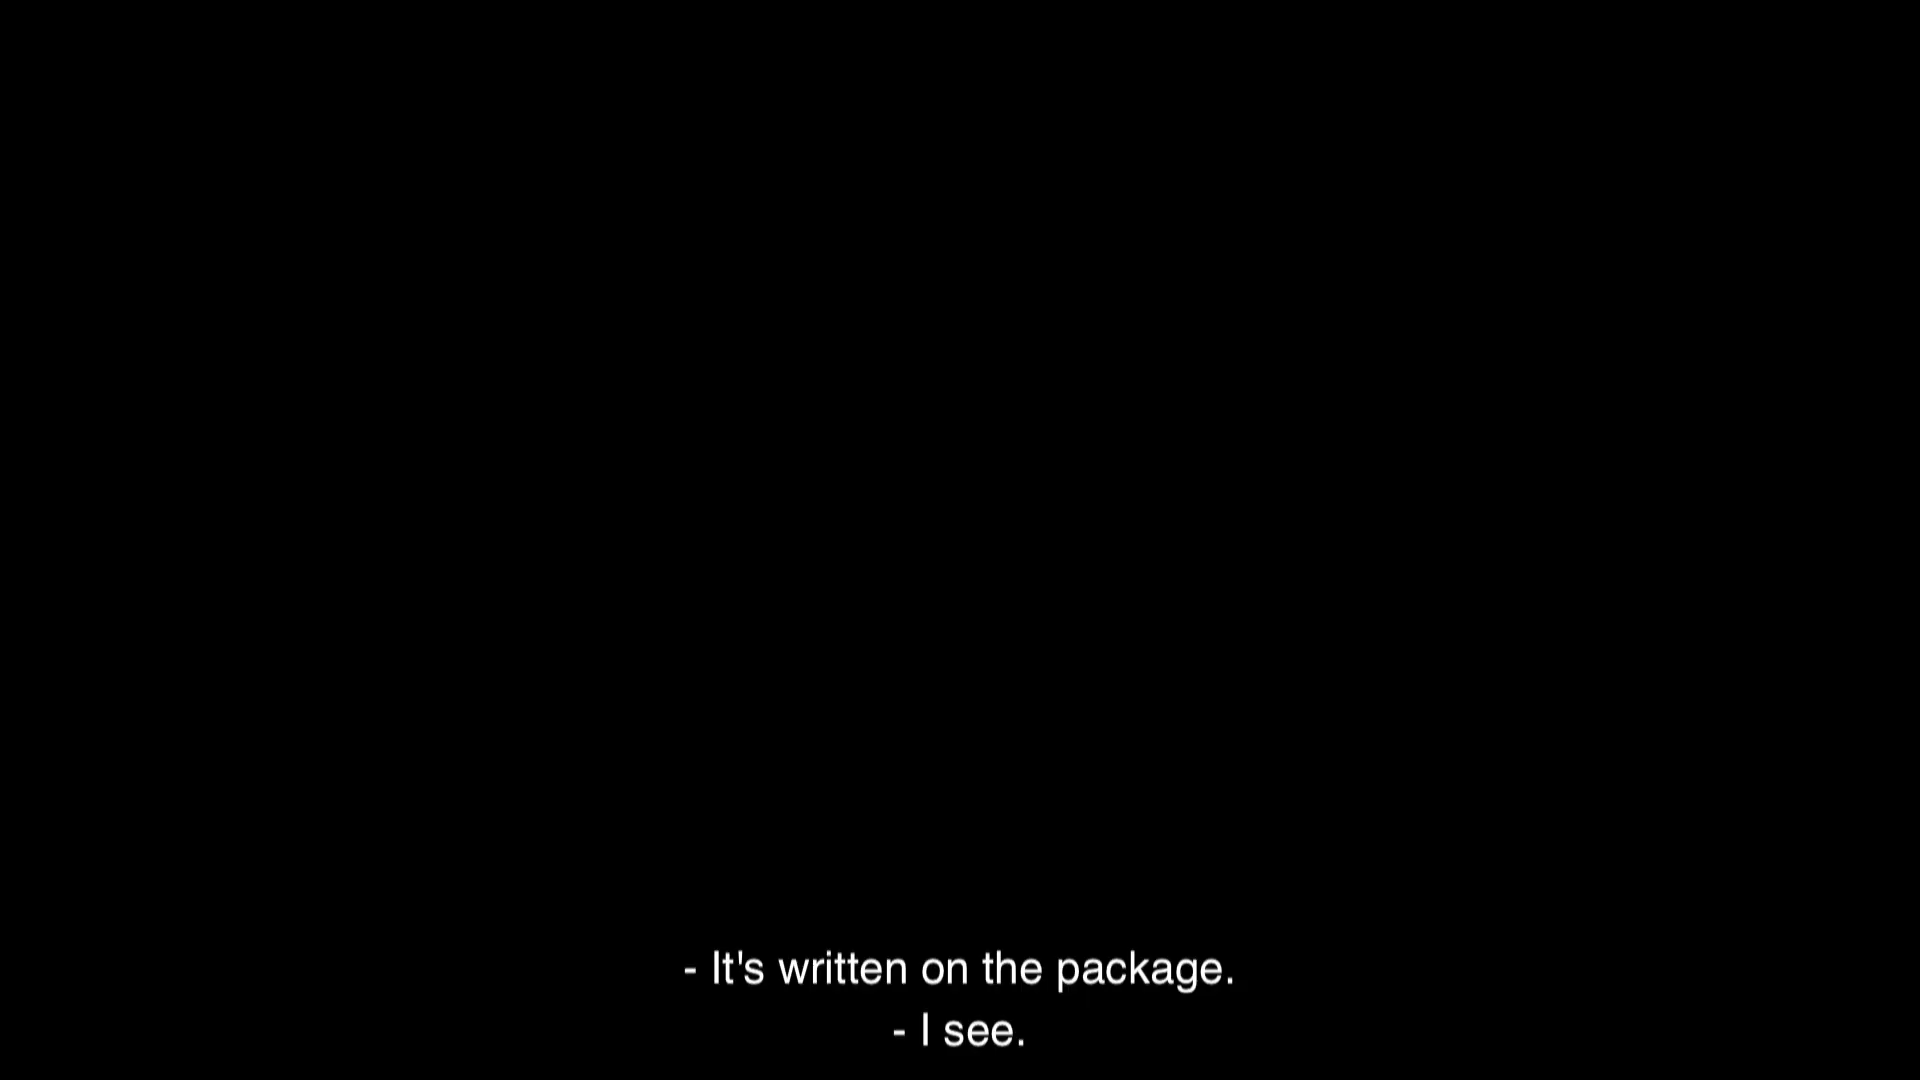 - It's written on the package.
- I see.